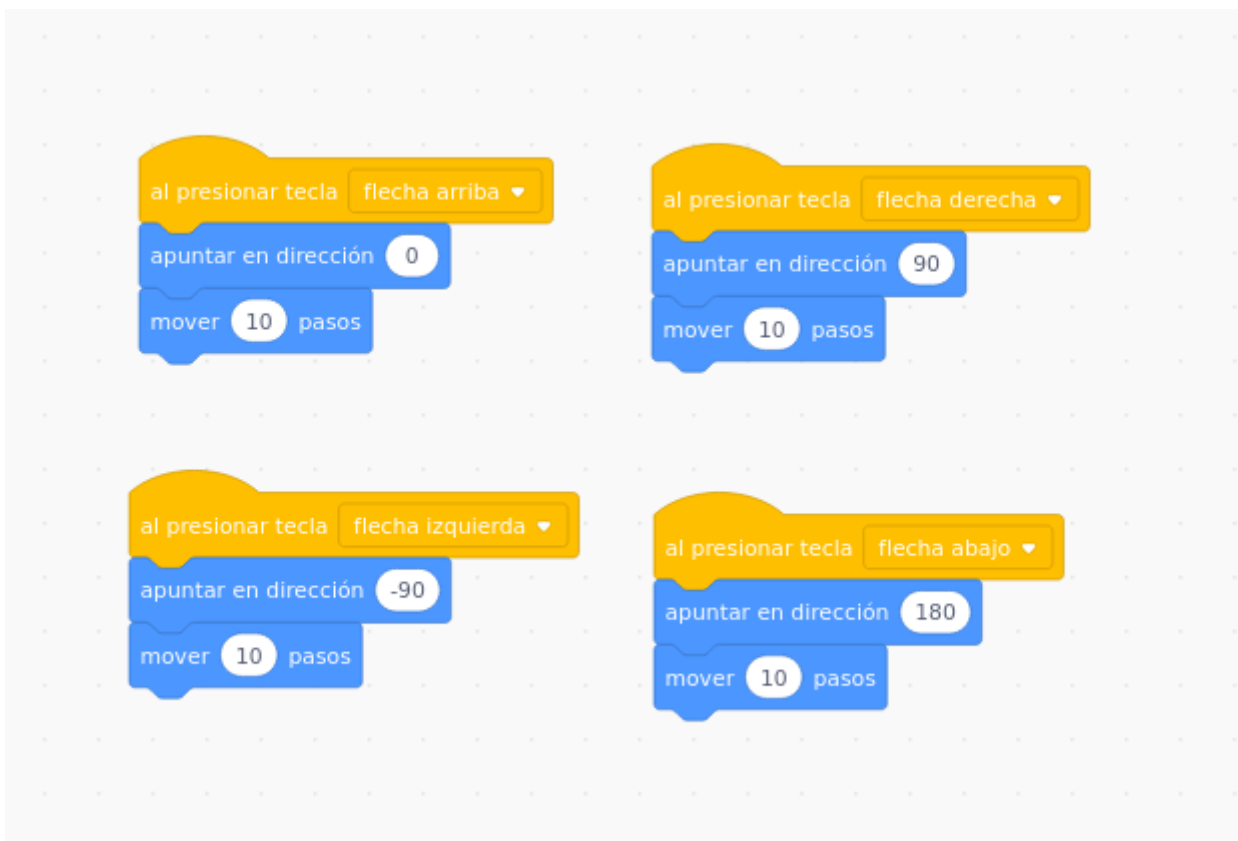 al presionar tecla flecha arriba
apuntar en dirección 0
mover 10 pasos
al presionar tecla flecha derecha
apuntar en dirección 90
mover 10 pasos
al presionar tecla flecha izquierda
apuntar en dirección -90
mover 10 pasos
al presionar tecla flecha abajo
apuntar en dirección 180
mover 10 pasos